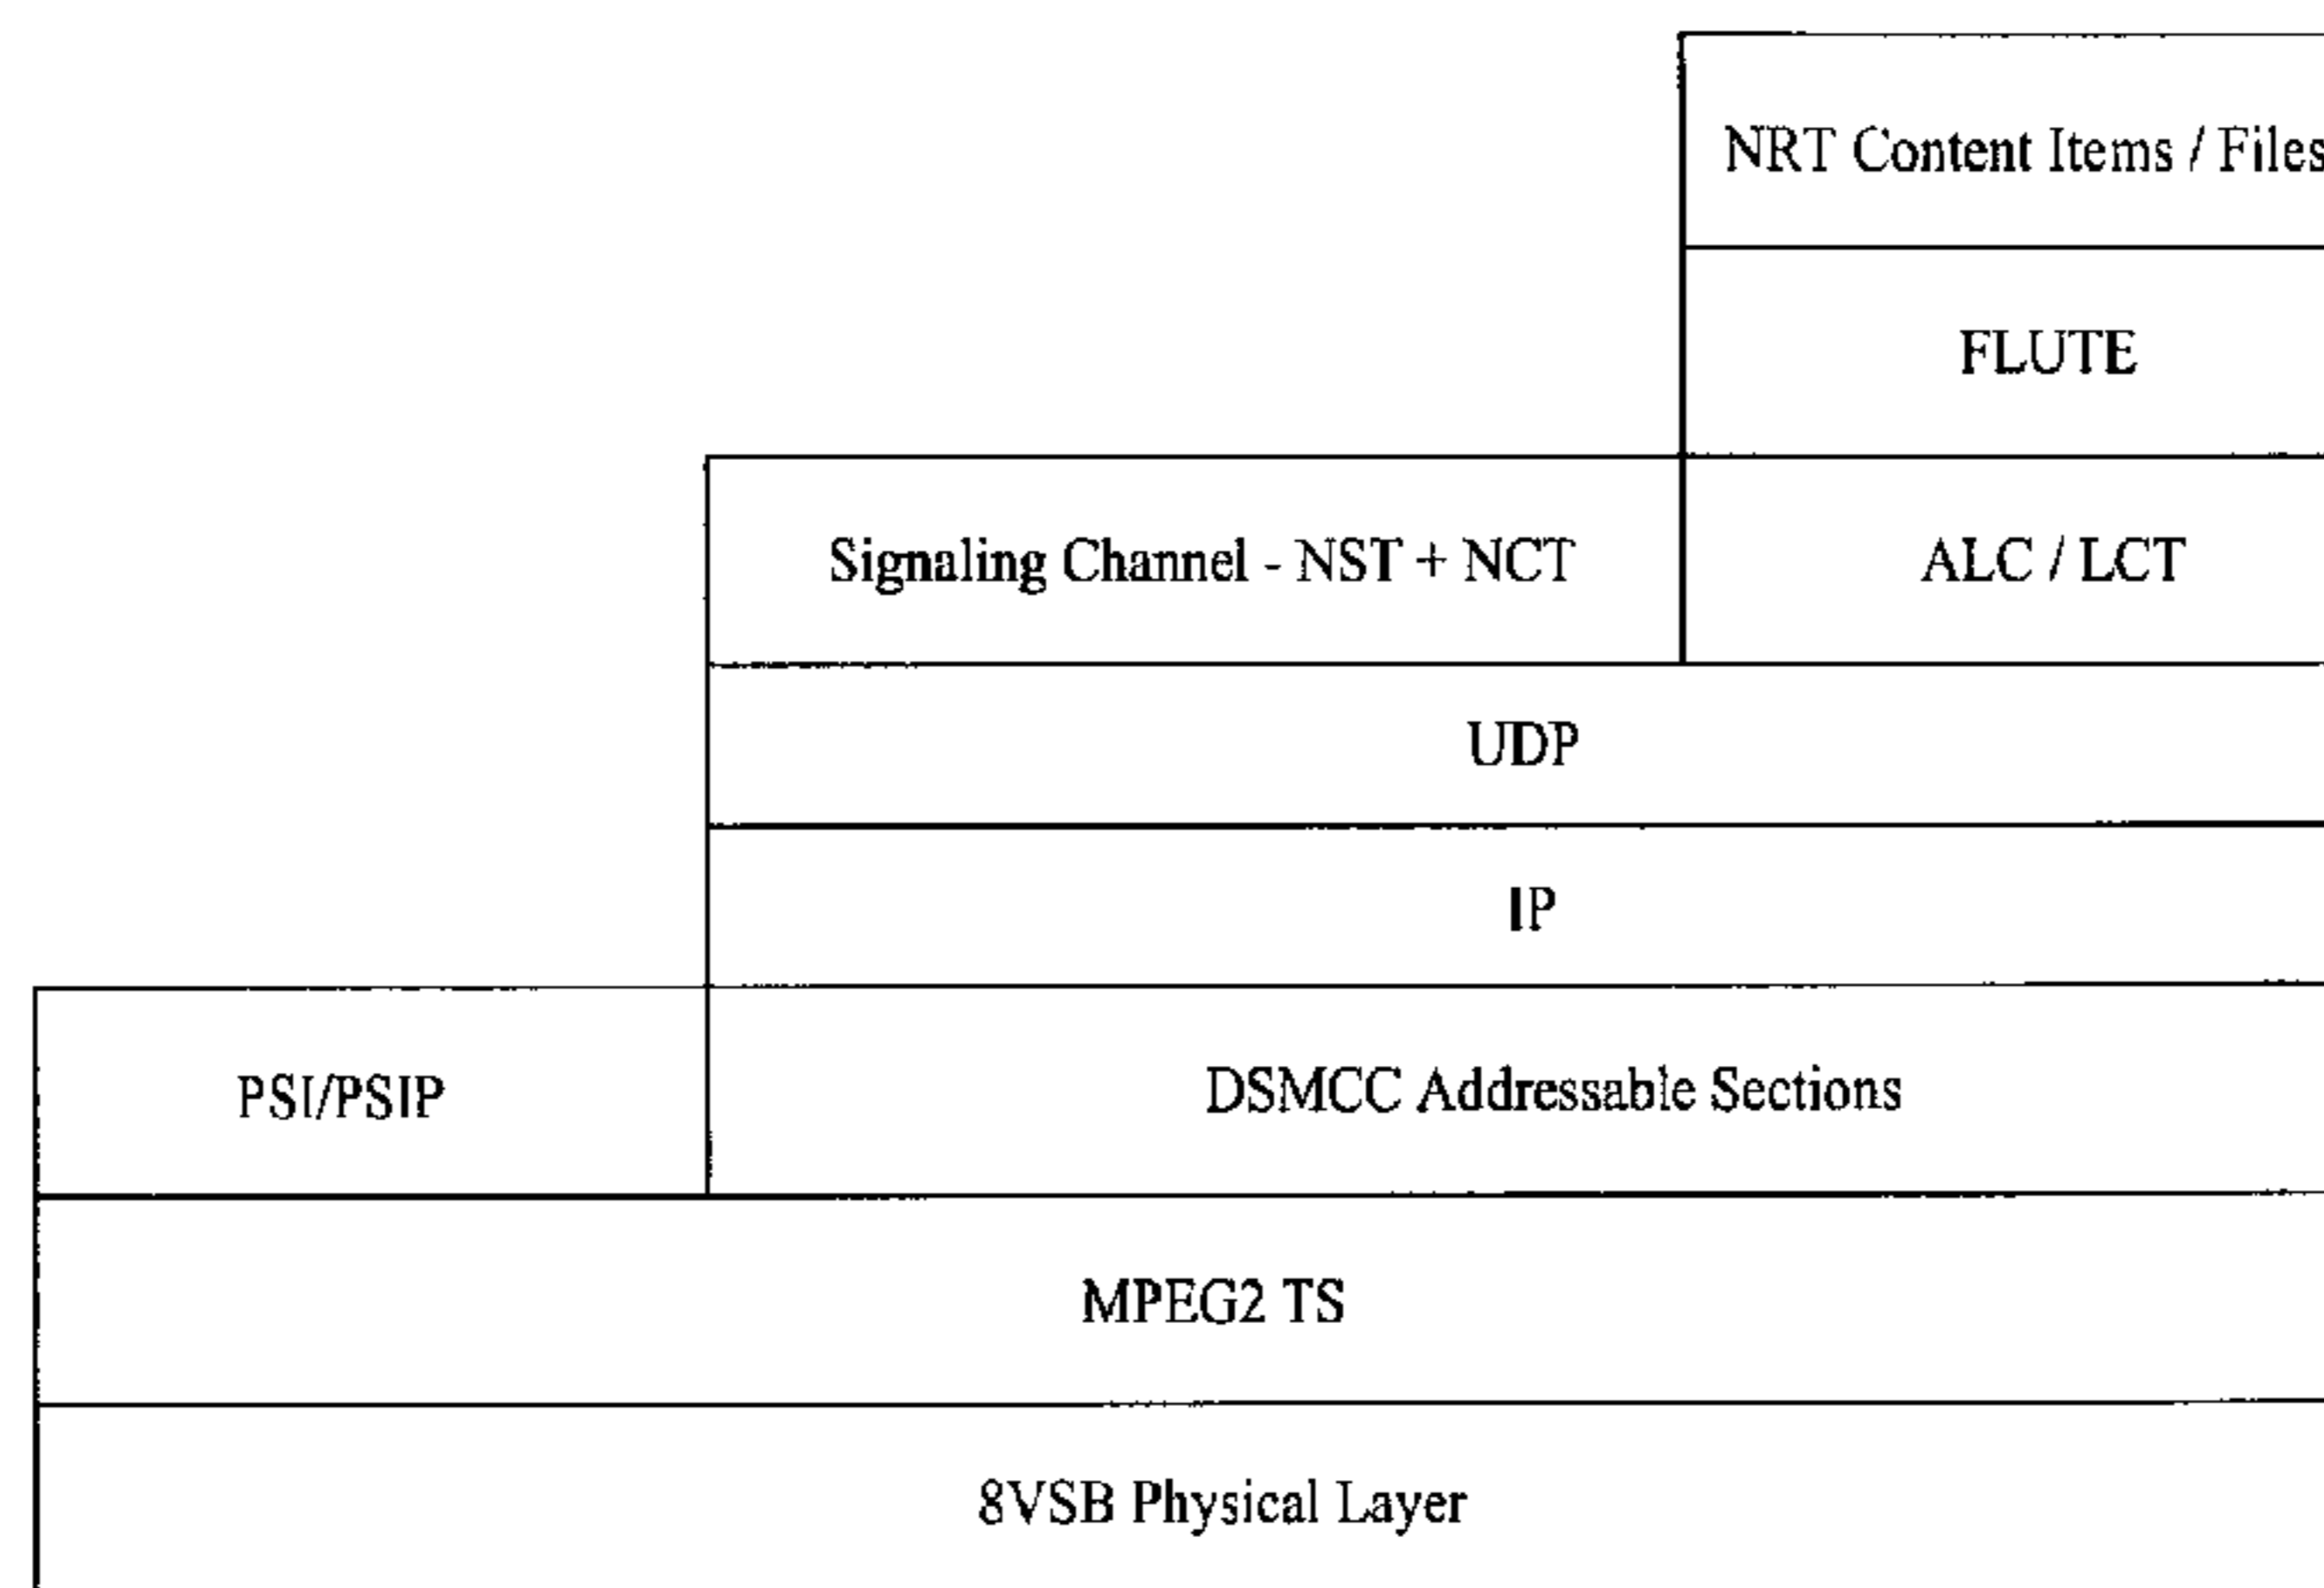 NRT Content Items / Files
FLUTE
Signaling Channel - NST + NCT
ALC / LCT
UDP
IP
PSI/PSIP
DSMCC Addressable Sections
MPEG2 TS
8VSB Physical Layer